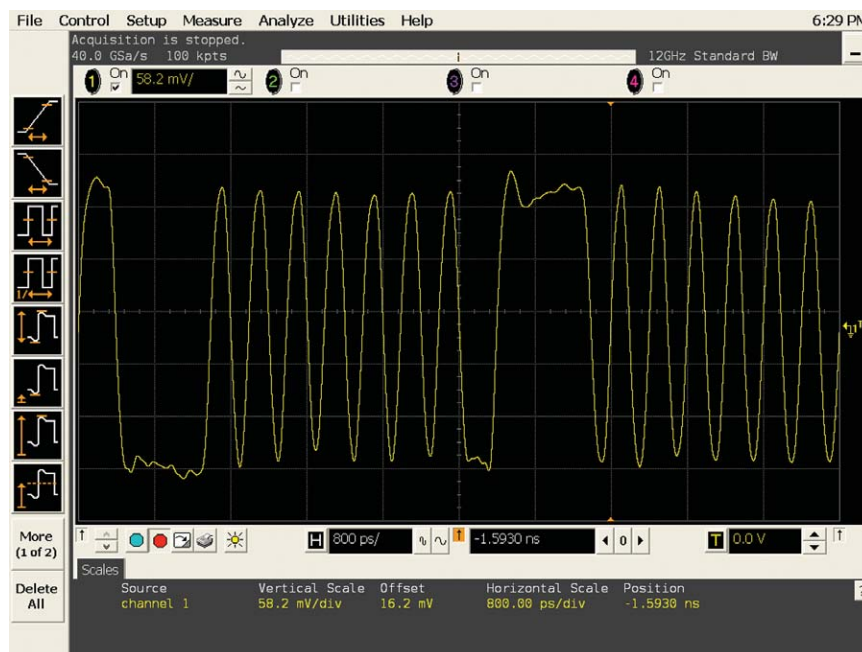 File Control Setup Measure Analyze Utilities Help 6:29 PM
Acquisition is stopped.
40.0 GSa/s 100 kpts 12GHz Standard BW
1 On 58.2 mV/ 2 On 3 On 4 On
1/
More
(1 of 2)
Delete
All
H 800 ps/ -1.5930 ns 0 T 0.0 V
Scales
Source Vertical Scale Offset Horizontal Scale Position
channel 1 58.2 mV/div 16.2 mV 800.00 ps/div -1.5930 ns